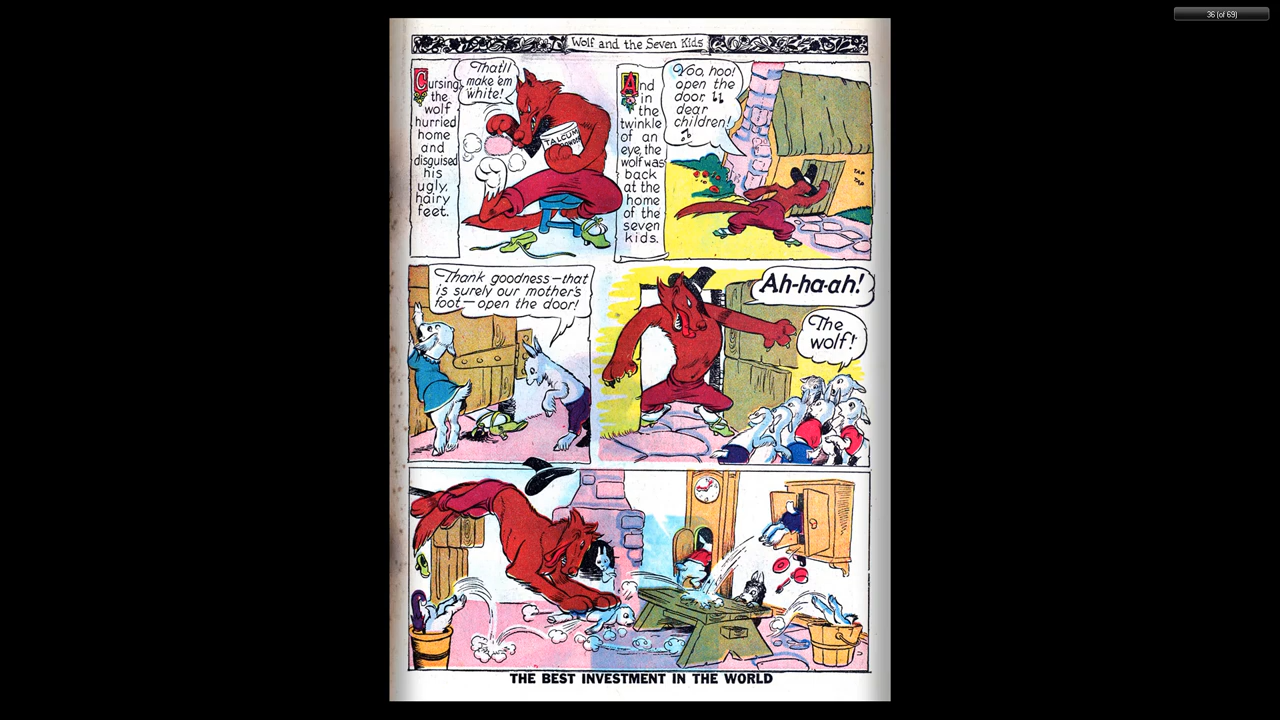 36 (of 69)
Wolf and the Seven Kids
Cursing,
the
wolf
hurried
home
and
disguised
his
ugly,
hairy
feet.
That'll
make 'em
white!
TALCUM
POWDER
And
in
the
twinkle
of an
eye, the
wolf was
back
at the
home
of the
seven
kids.
Yoo, hoo!
open the
door
dear
children!
TAP
TAP
Thank goodness—that
is surely our mother's
foot—open the door!
Ah-ha-ah!
The
wolf!
THE BEST INVESTMENT IN THE WORLD